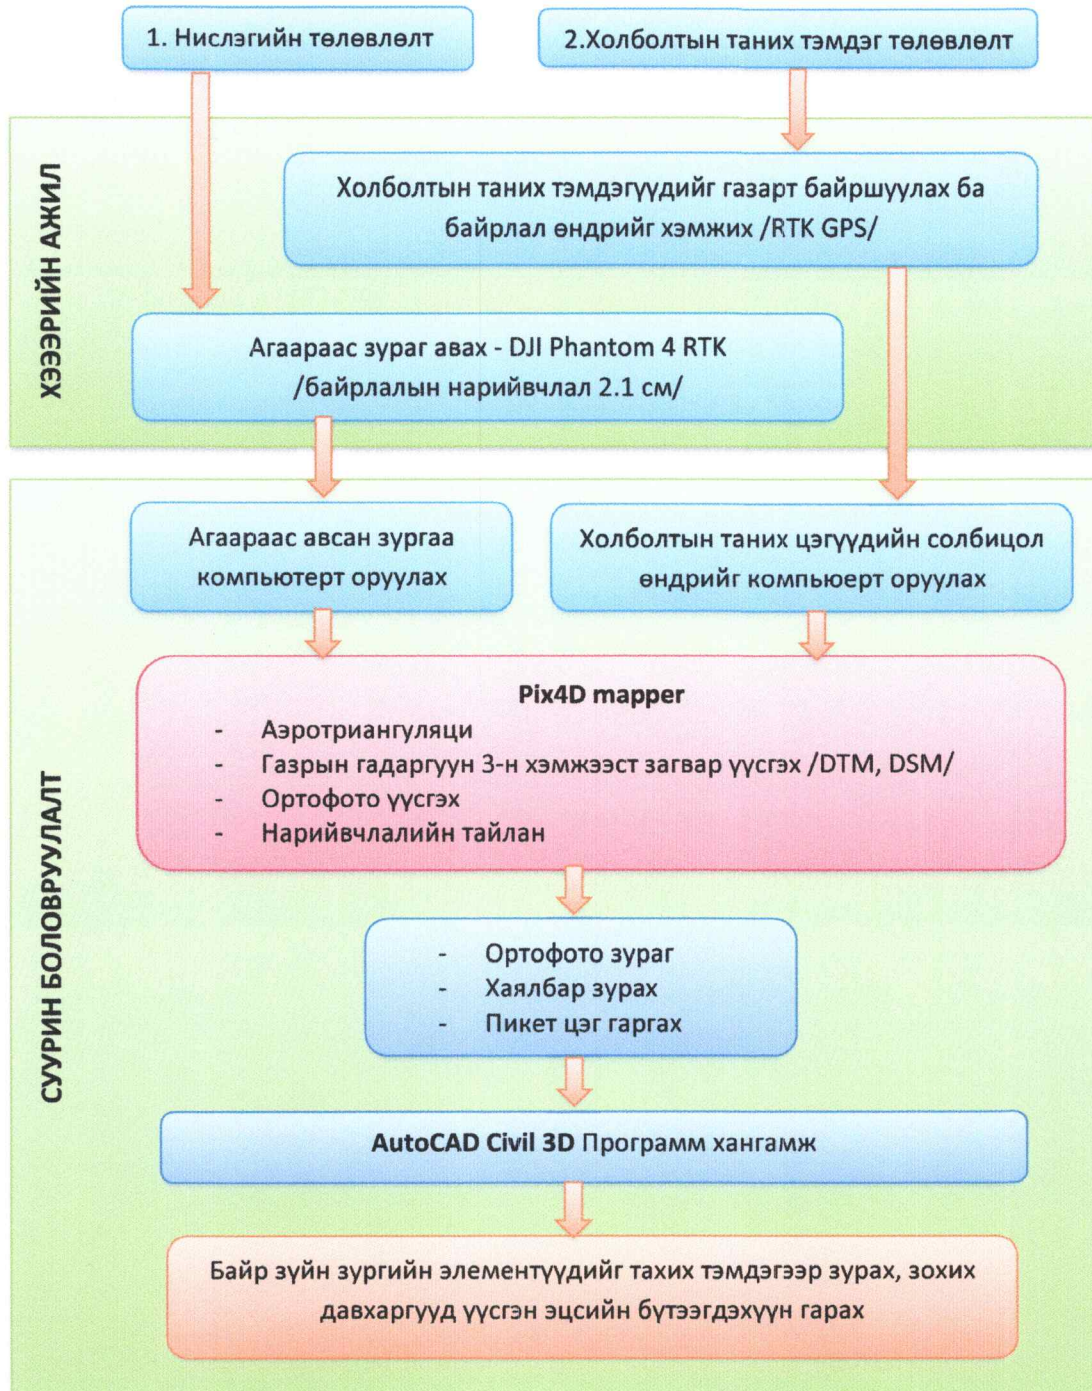 1. Нислэгийн төлөвлөлт
2.Холболтын таних тэмдэг төлөвлөлт
ХЭЭЭРИЙН АЖИЛ
Холболтын таних тэмдэгүүдийг газарт байршуулах ба
байрлал өндрийг хэмжих /RTK GPS/
Агаараас зураг авах - DJI Phantom 4 RTK
/байрлалын нарийвчлал 2.1 см/
СУУРИН БОЛОВРУУЛАЛТ
Агаараас авсан зургаа
компьютерт оруулах
Холболтын таних цэгүүдийн солбицол
өндрийг компьюерт оруулах
Pix4D mapper
- Аэротриангуляци
- Газрын гадаргуун 3-н хэмжээст загвар үүсгэх /DTM, DSM/
- Ортофото үүсгэх
- Нарийвчлалийн тайлан
- Ортофото зураг
- Хаялбар зурах
- Пикет цэг гаргах
AutoCAD Civil 3D Программ хангамж
Байр зүйн зургийн элементүүдийг тахих тэмдэгээр зурах, зохих
давхаргууд үүсгэн эцсийн бүтээгдэхүүн гарах